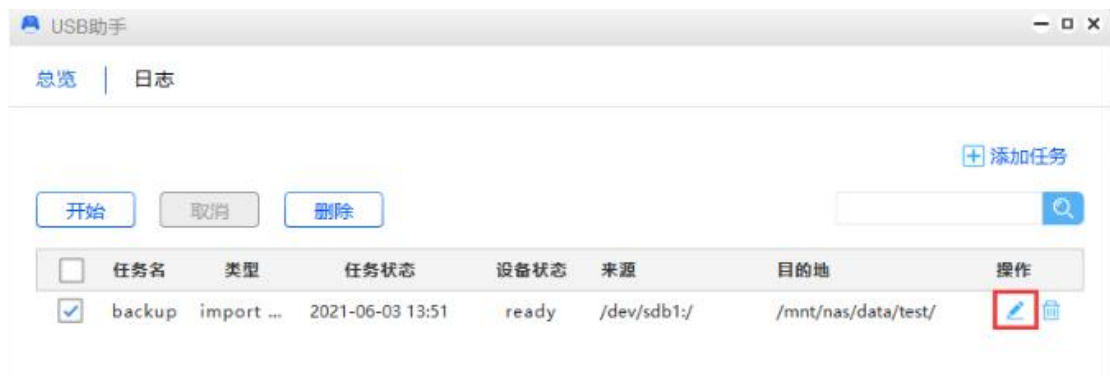 USB助手
总览 日志
添加任务
开始 取消 删除
任务名 类型 任务状态 设备状态 来源 目的地 操作
backup import ... 2021-06-03 13:51 ready /dev/sdb1:/ /mnt/nas/data/test/